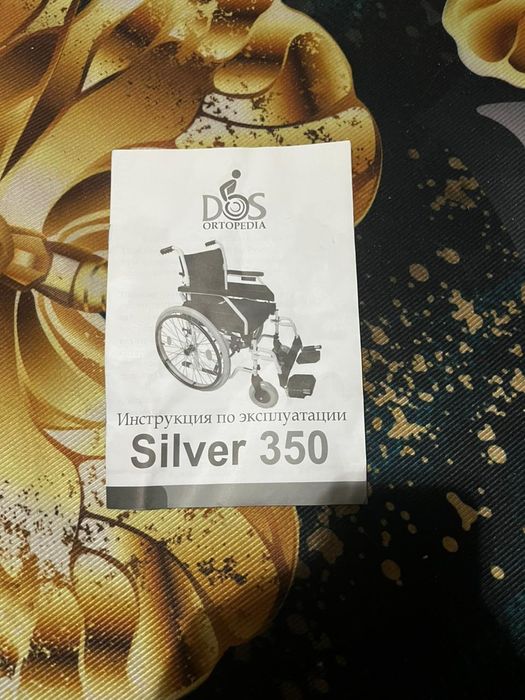 DOS
ORTOPEDIA
Инструкция по эксплуатации
Silver 350